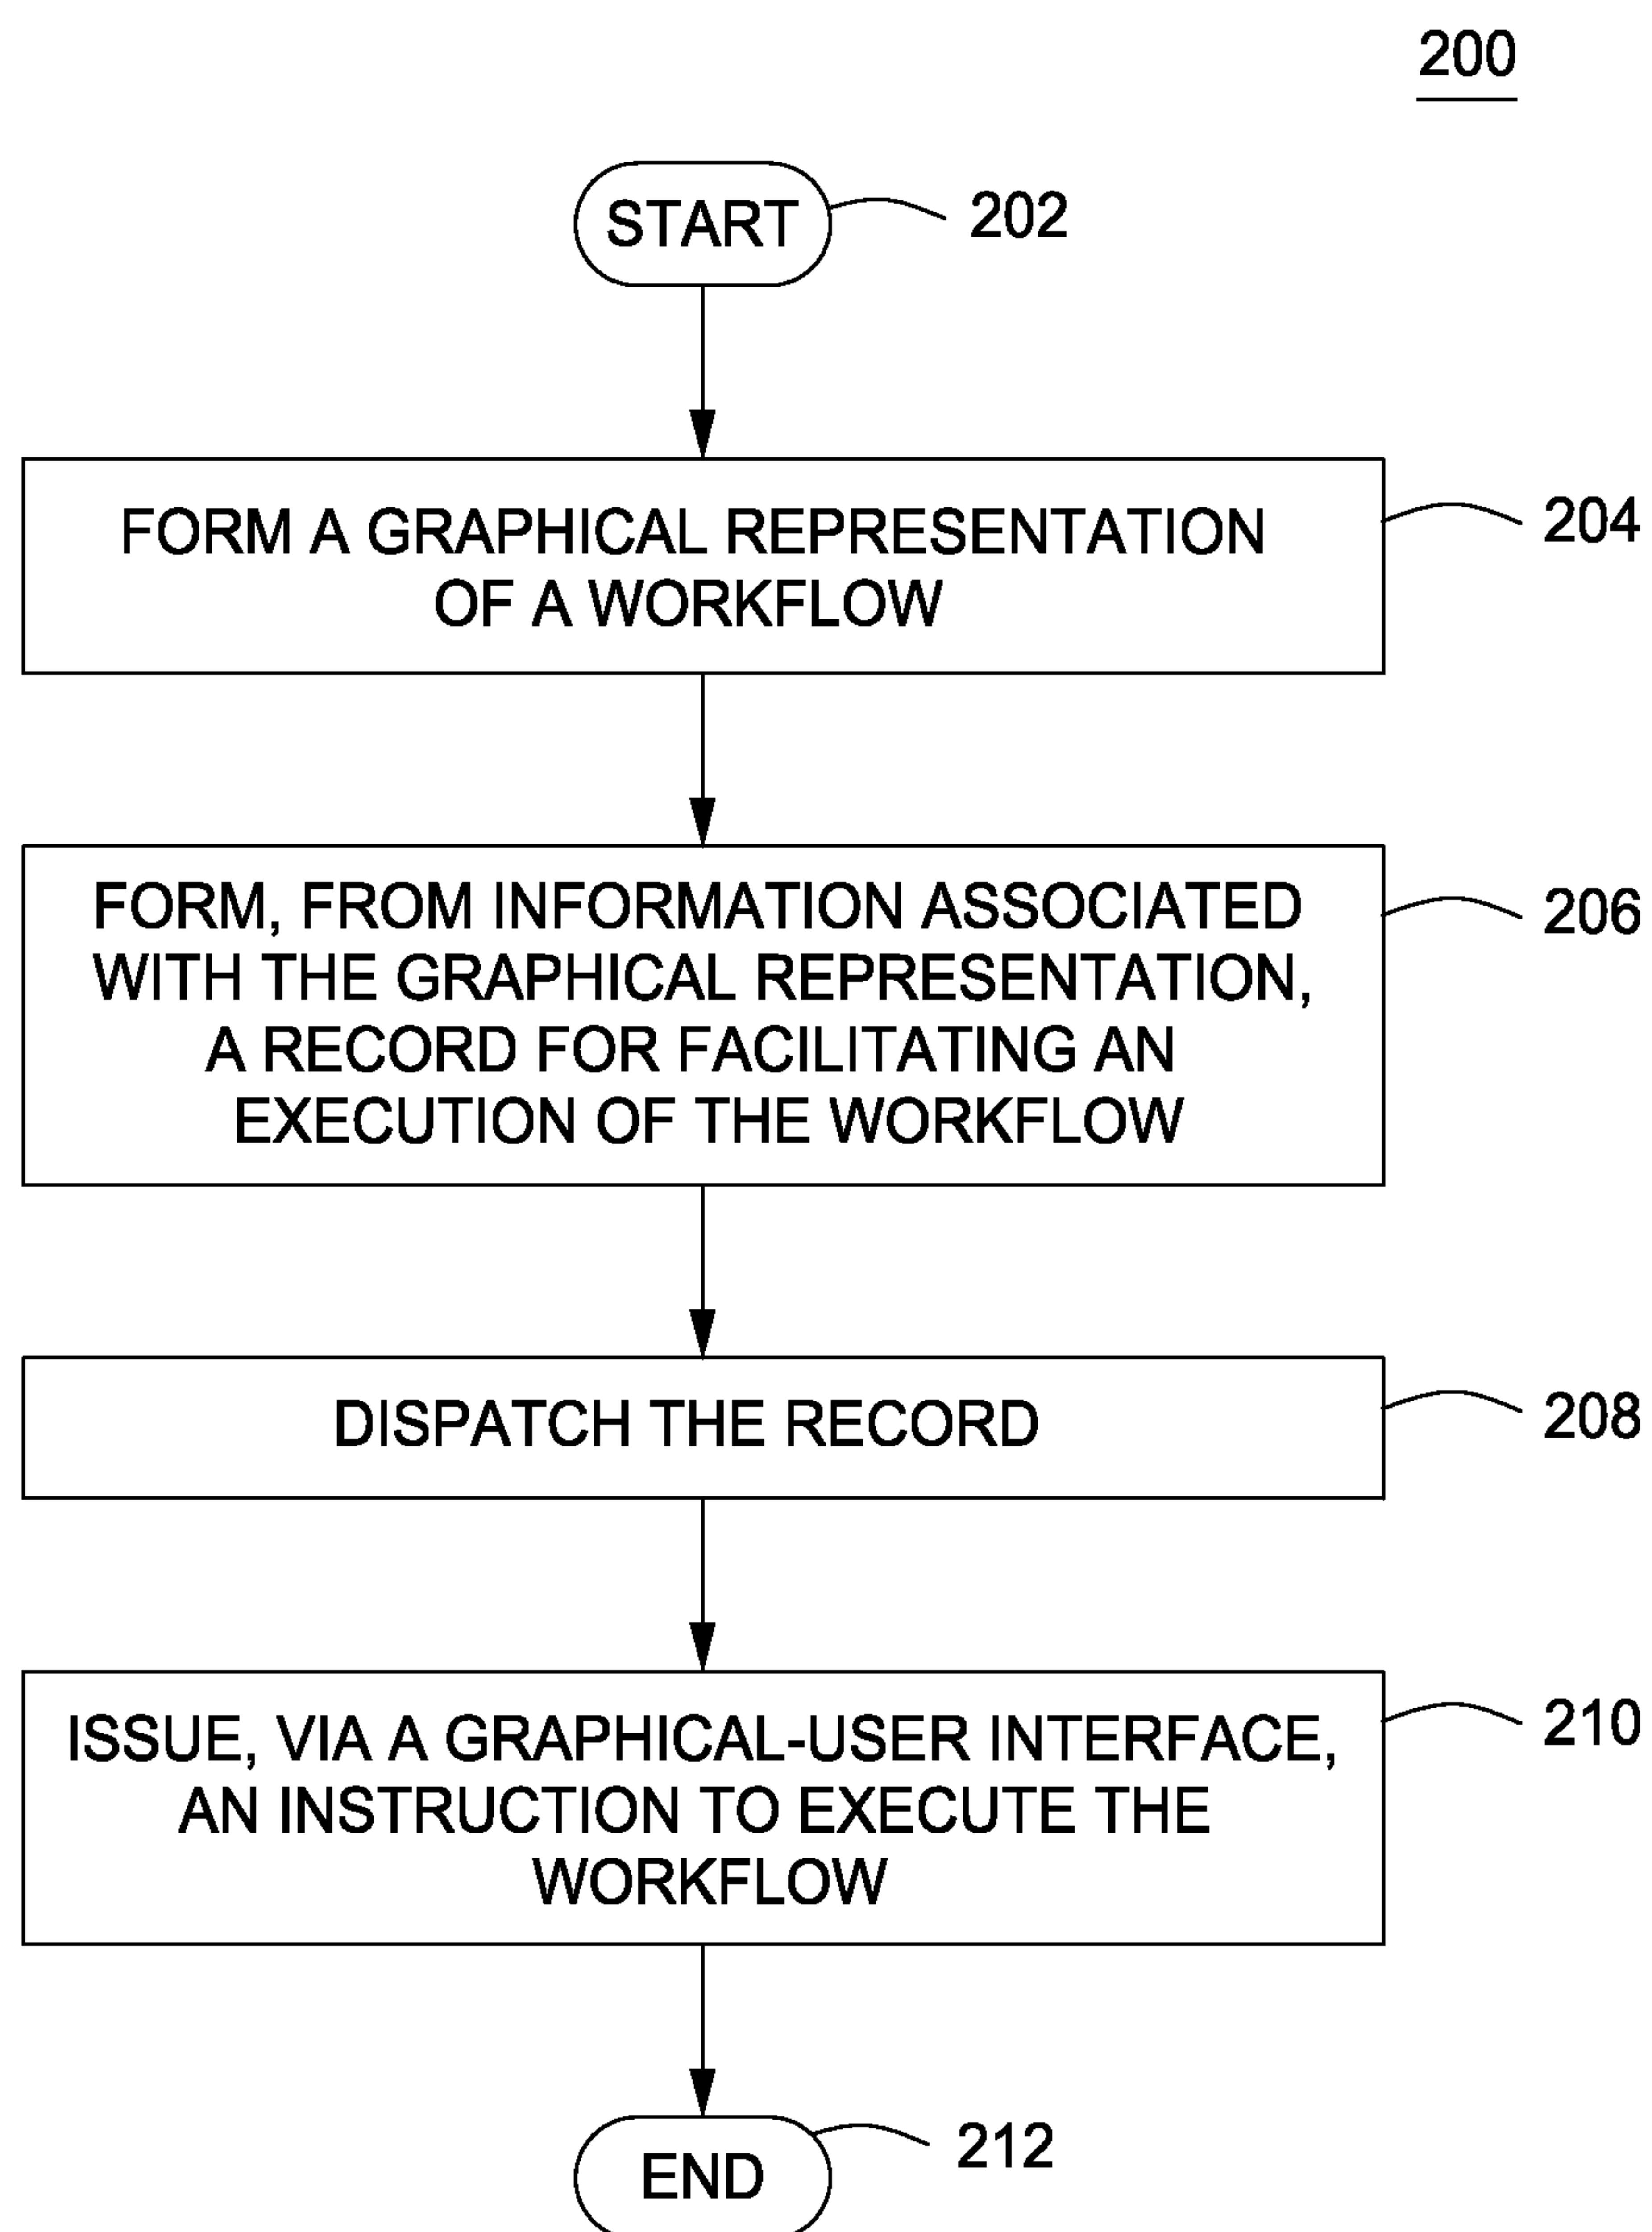 200
START
202
FORM A GRAPHICAL REPRESENTATION
OF A WORKFLOW
204
FORM, FROM INFORMATION ASSOCIATED
WITH THE GRAPHICAL REPRESENTATION,
A RECORD FOR FACILITATING AN
EXECUTION OF THE WORKFLOW
206
DISPATCH THE RECORD
208
ISSUE, VIA A GRAPHICAL-USER INTERFACE,
AN INSTRUCTION TO EXECUTE THE
WORKFLOW
210
END
212